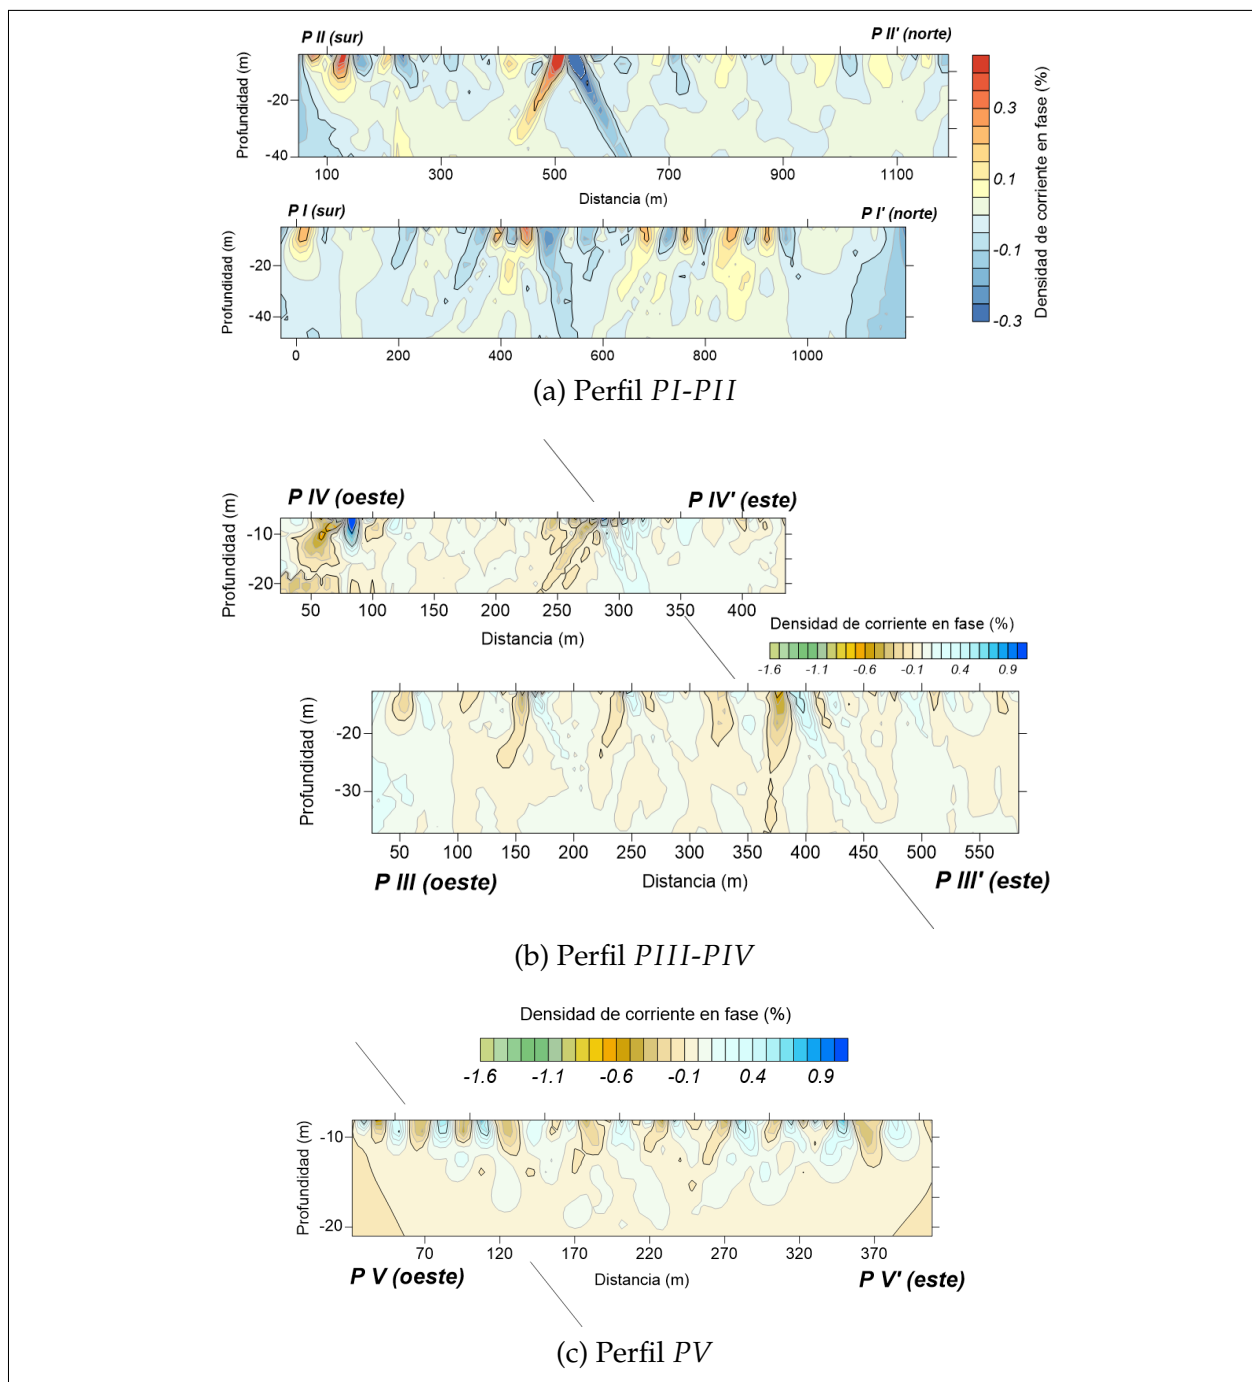 P II (sur)
P II' (norte)
Profundidad (m)
-20
-40
100
300
500
700
900
1100
Distancia (m)
0.3
0.1
-0.1
-0.3
Densidad de corriente en fase (%)
P I (sur)
P I' (norte)
Profundidad (m)
-20
-40
0
200
400
600
800
1000
(a) Perfil PI-PII
P IV (oeste)
P IV' (este)
Profundidad (m)
-10
-20
50
100
150
200
250
300
350
400
Distancia (m)
Densidad de corriente en fase (%)
-1.6
-1.1
-0.6
-0.1
0.4
0.9
Profundidad (m)
-20
-30
50
100
150
200
250
300
350
400
450
500
550
P III (oeste)
Distancia (m)
P III' (este)
(b) Perfil PIII-PIV
Densidad de corriente en fase (%)
-1.6
-1.1
-0.6
-0.1
0.4
0.9
Profundidad (m)
-10
-20
70
120
170
220
270
320
370
P V (oeste)
Distancia (m)
P V' (este)
(c) Perfil PV